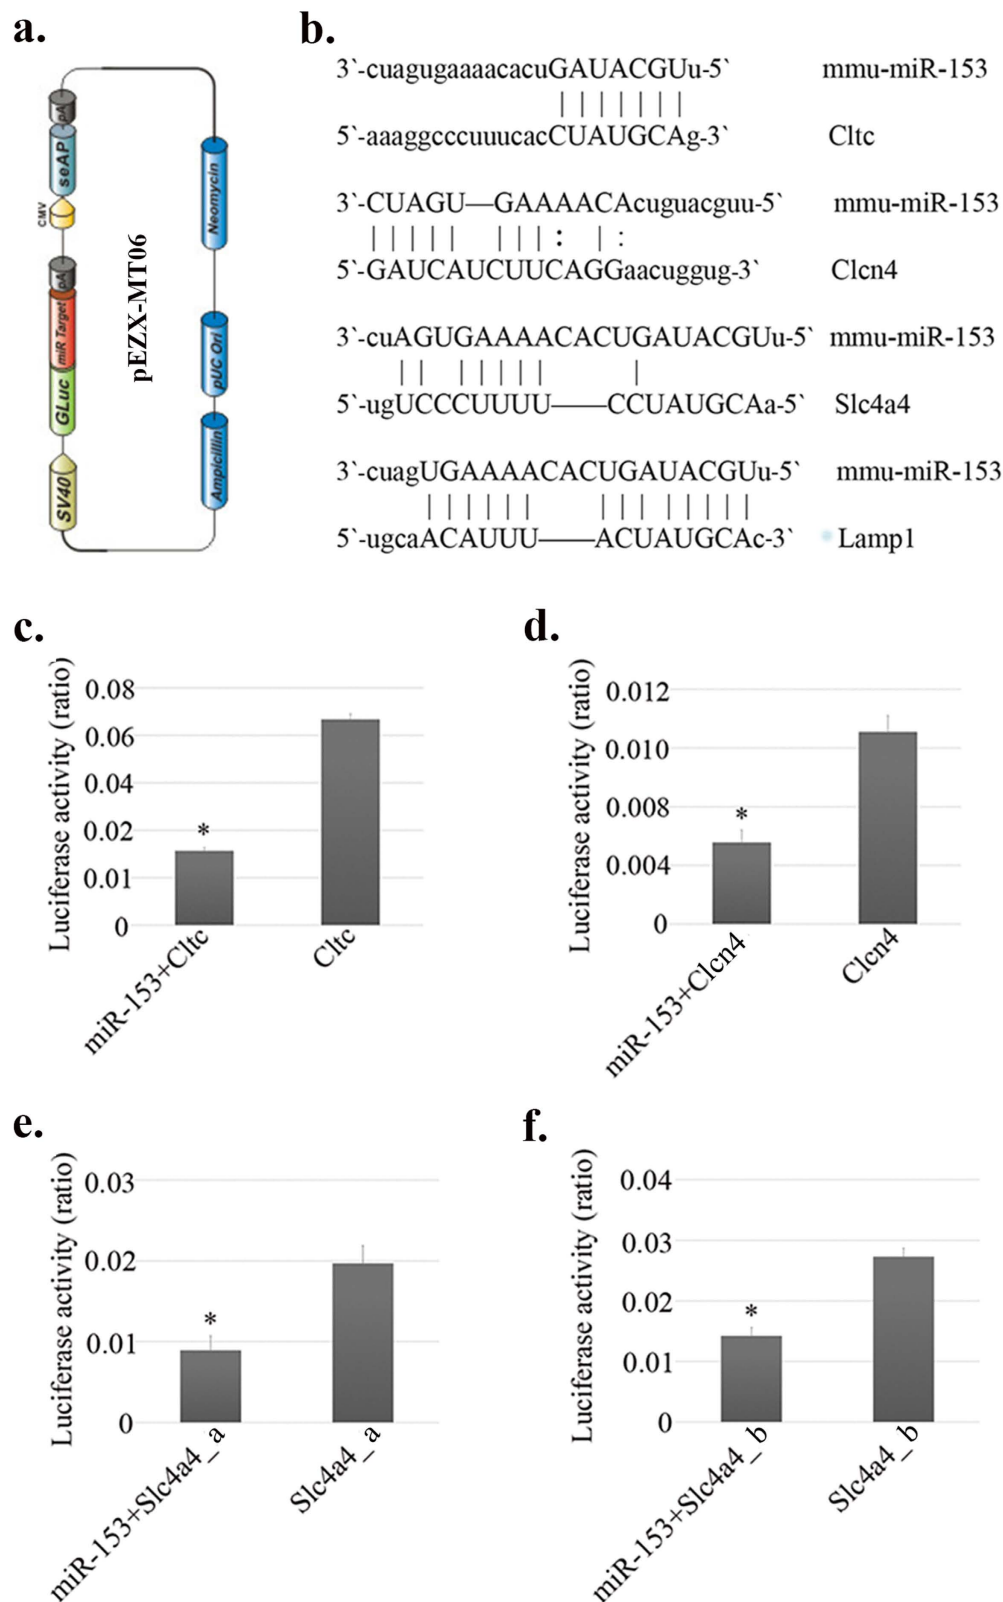 a.
pA
seAP
CMV
pA
miR Target
GLuc
SV40
pEZX-MT06
Neomycin
pUC Ori
Ampicillin
b.
3`-cuagugaaaacacuGAUACGUu-5` mmu-miR-153
| | | | | | |
5`-aaaggcccuuucacCUAUGCAg-3` Cltc
3`-CUAGU—GAAAACAcuguacguu-5` mmu-miR-153
| | | | | | | | : | :
5`-GAUCAUCUUCAGGaacuggug-3` Clcn4
3`-cuAGUGAAAACACUGAUACGUu-5` mmu-miR-153
| | | | | | | |
5`-ugUCCCUUUU——CCUAUGCAa-5` Slc4a4
3`-cuagUGAAAACACUGAUACGUu-5` mmu-miR-153
| | | | | | | | | | | | | |
5`-ugcaACAUUU——ACUAUGCAc-3` Lamp1
c.
Luciferase activity (ratio)
0.08
0.06
0.04
0.02
0.01
0
*
miR-153+Cltc
Cltc
d.
Luciferase activity (ratio)
0.012
0.010
0.008
0.004
0
*
miR-153+Clcn4
Clcn4
e.
Luciferase activity (ratio)
0.03
0.02
0.01
0
*
miR-153+Slc4a4_a
Slc4a4_a
f.
Luciferase activity (ratio)
0.04
0.03
0.02
0.01
0
*
miR-153+Slc4a4_b
Slc4a4_b